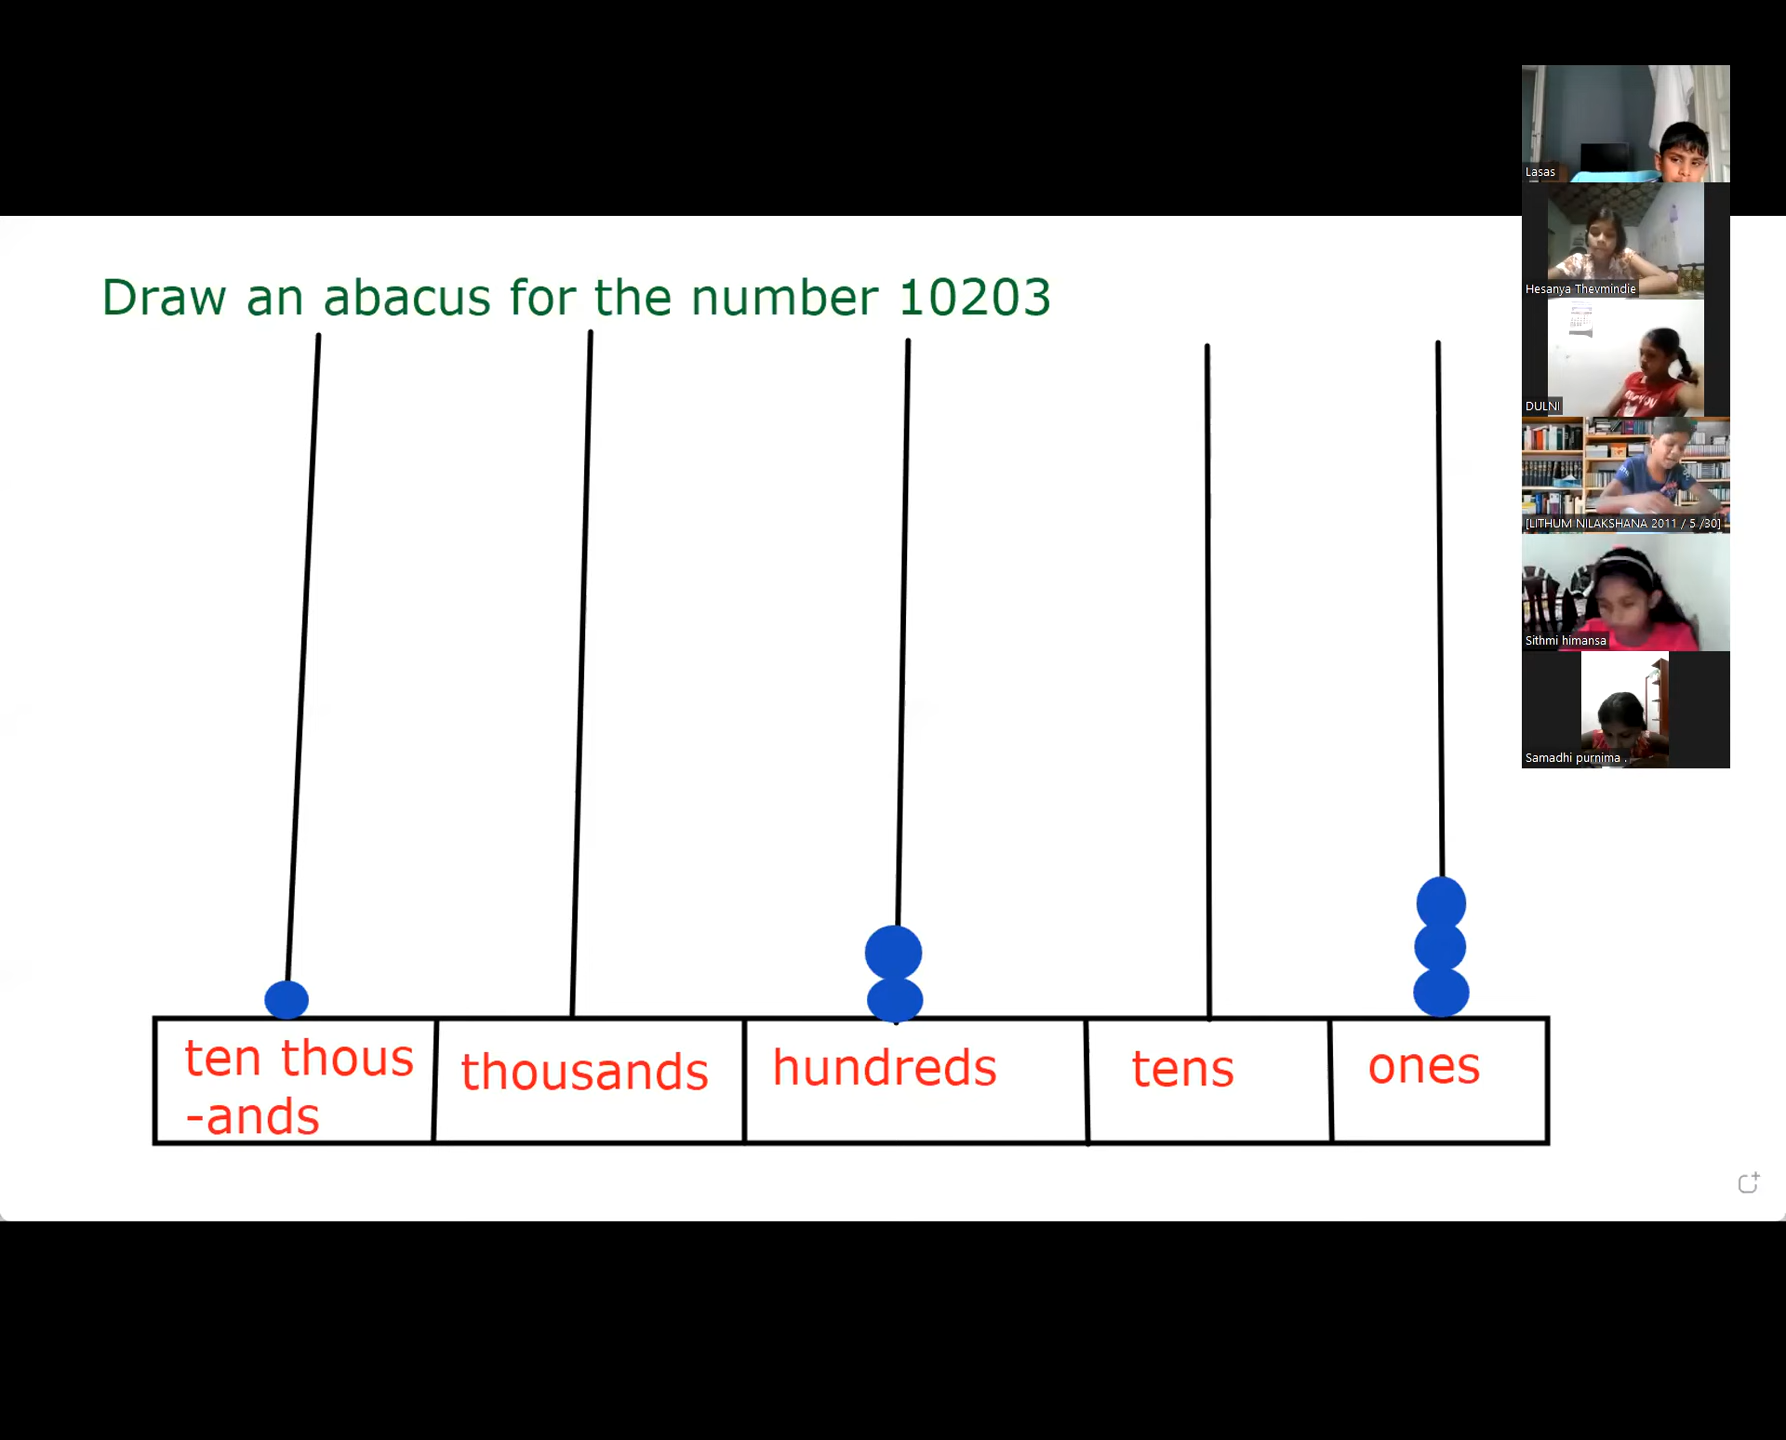 Draw an abacus for the number 10203
ten thous
-ands
thousands
hundreds
tens
ones
Lasas
Hesanya Thevmindie
DULNI
[LITHUM NILAKSHANA 2011 / 5 /30]
Sithmi himansa
Samadhi purnima .